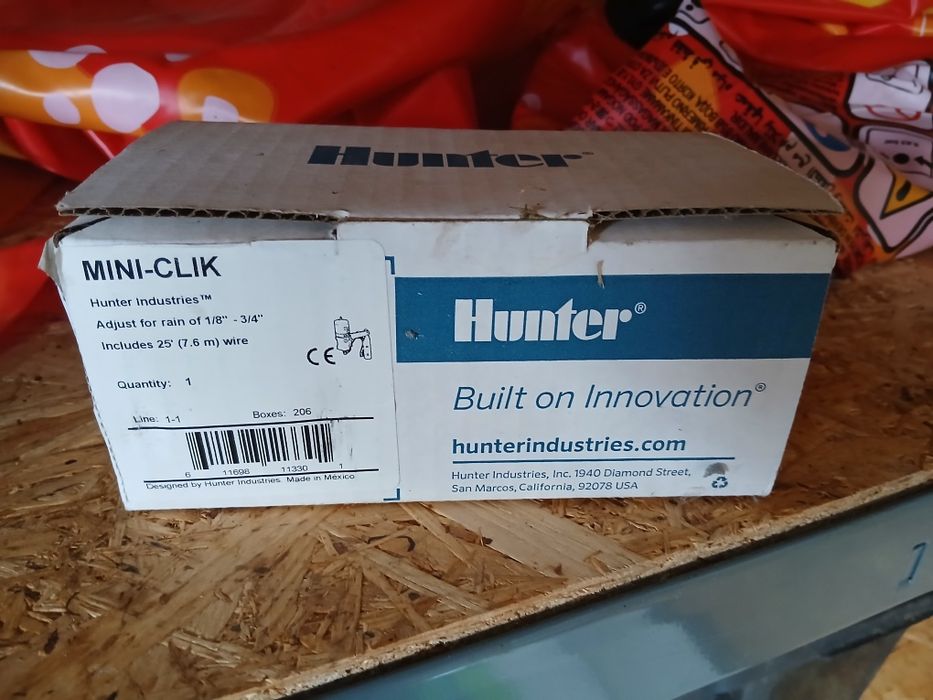 Hunter
MINI-CLIK
Hunter Industries™
Adjust for rain of 1/8" - 3/4"
Includes 25' (7.6 m) wire
CE
Quantity: 1
Line: 1-1 Boxes: 206
6 11698 11330 1
Designed by Hunter Industries. Made in Mexico
Hunter®
Built on Innovation®
hunterindustries.com
Hunter Industries, Inc. 1940 Diamond Street,
San Marcos, California, 92078 USA